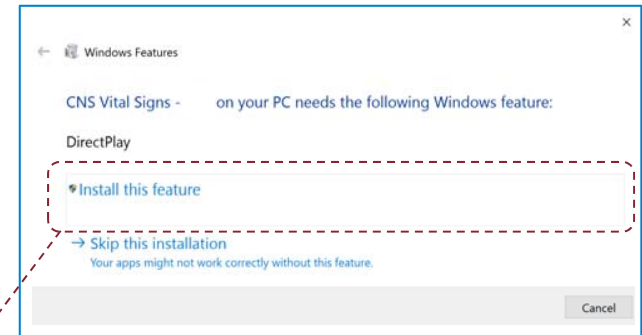 Windows Features
CNS Vital Signs - on your PC needs the following Windows feature:
DirectPlay
Install this feature
Skip this installation
Your apps might not work correctly without this feature.
Cancel